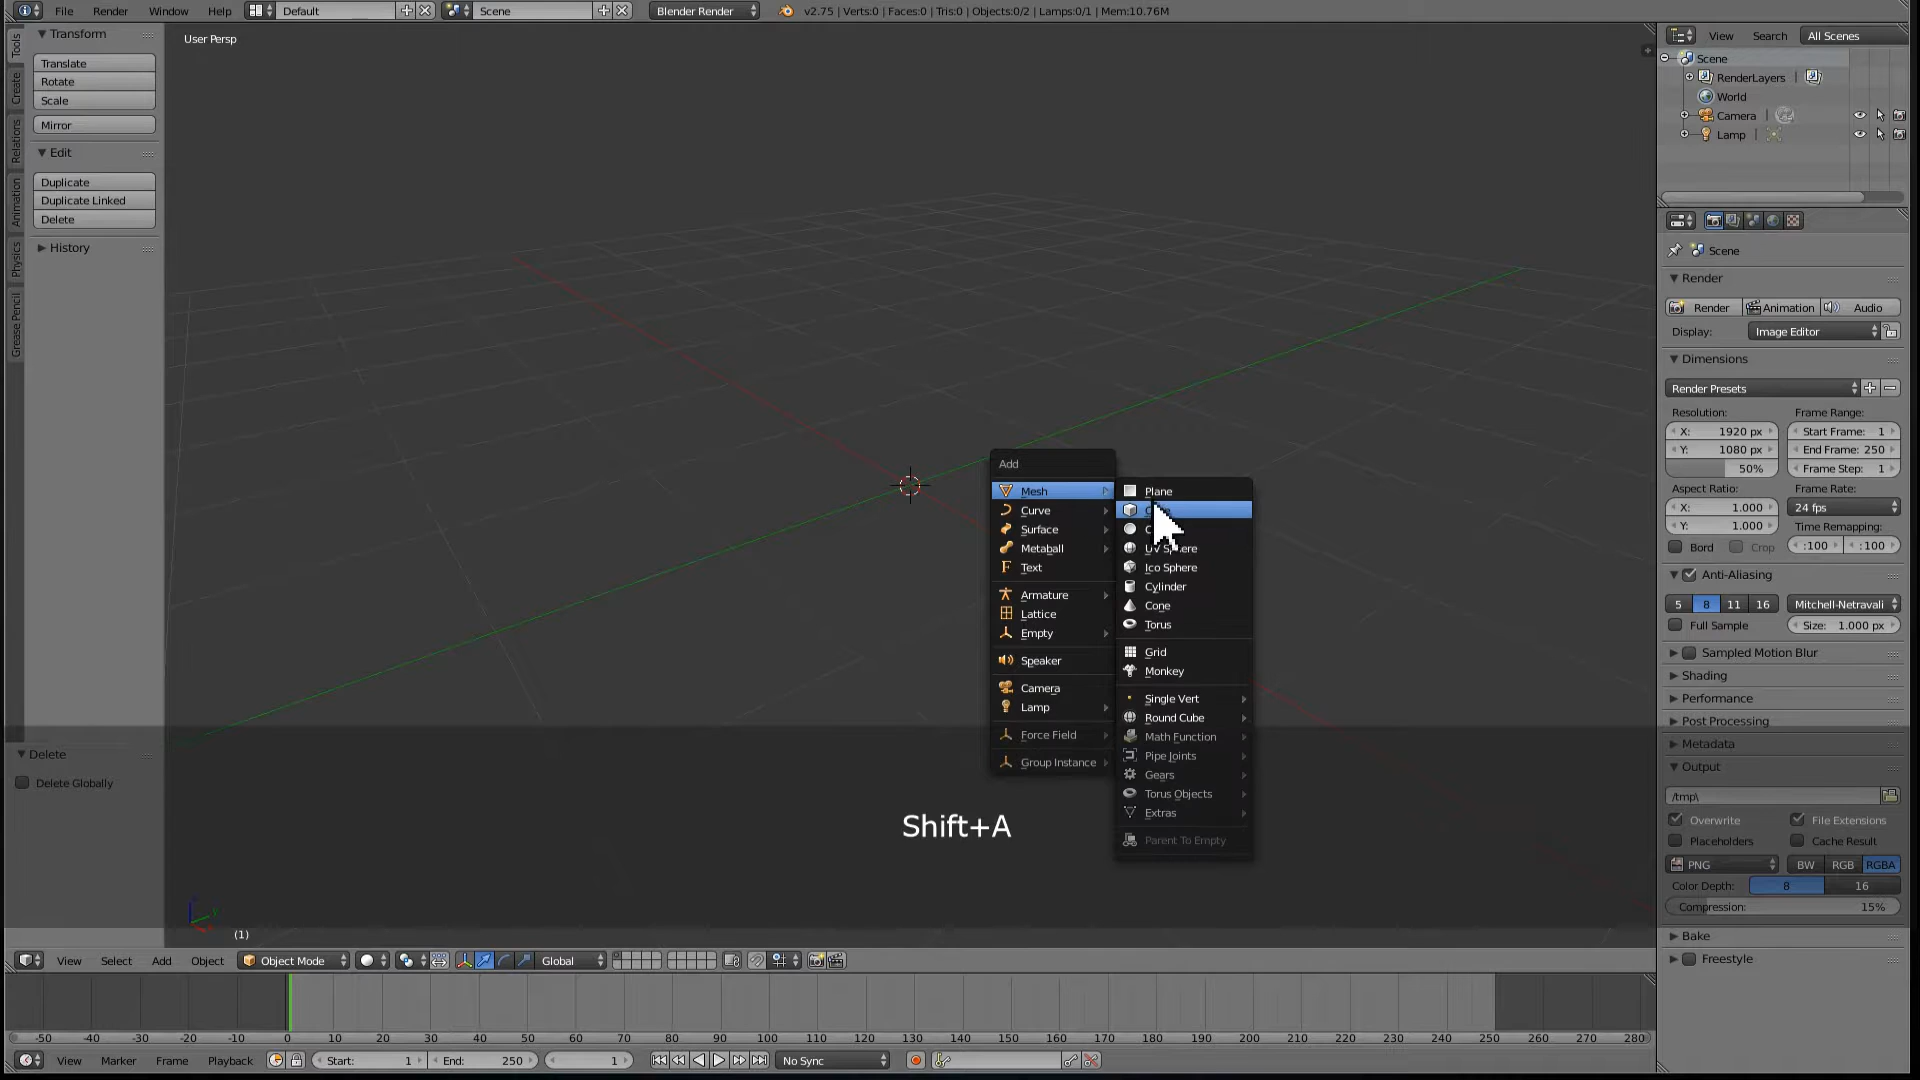 File Render Window Help Default Scene Blender Render v2.75 | Verts:0 | Faces:0 | Tris:0 | Objects:0/2 | Lamps:0/1 | Mem:10.76M
Tools
Create
Relations
Animation
Physics
Grease Pencil
Transform
Translate
Rotate
Scale
Mirror
Edit
Duplicate
Duplicate Linked
Delete
History
Delete
Delete Globally
User Persp
Add
Mesh
Curve
Surface
Metaball
Text
Armature
Lattice
Empty
Speaker
Camera
Lamp
Force Field
Group Instance
Plane
UV Sphere
Ico Sphere
Cylinder
Cone
Torus
Grid
Monkey
Single Vert
Round Cube
Math Function
Pipe Joints
Gears
Torus Objects
Extras
Parent To Empty
Shift+A
(1)
View Select Add Object Object Mode Global
-50 -40 -30 -20 -10 0 10 20 30 40 50 60 70 80 90 100 110 120 130 140 150 160 170 180 190 200 210 220 230 240 250 260 270 280
View Marker Frame Playback Start: 1 End: 250 1 No Sync
View Search All Scenes
Scene
RenderLayers
World
Camera
Lamp
Scene
Render
Render Animation Audio
Display: Image Editor
Dimensions
Render Presets
Resolution: Frame Range:
X: 1920 px Start Frame: 1
Y: 1080 px End Frame: 250
50% Frame Step: 1
Aspect Ratio: Frame Rate:
X: 1.000 24 fps
Y: 1.000 Time Remapping:
Bord Crop :100 :100
Anti-Aliasing
5 8 11 16 Mitchell-Netravali
Full Sample Size: 1.000 px
Sampled Motion Blur
Shading
Performance
Post Processing
Metadata
Output
/tmp\
Overwrite File Extensions
Placeholders Cache Result
PNG BW RGB RGBA
Color Depth: 8 16
Compression: 15%
Bake
Freestyle